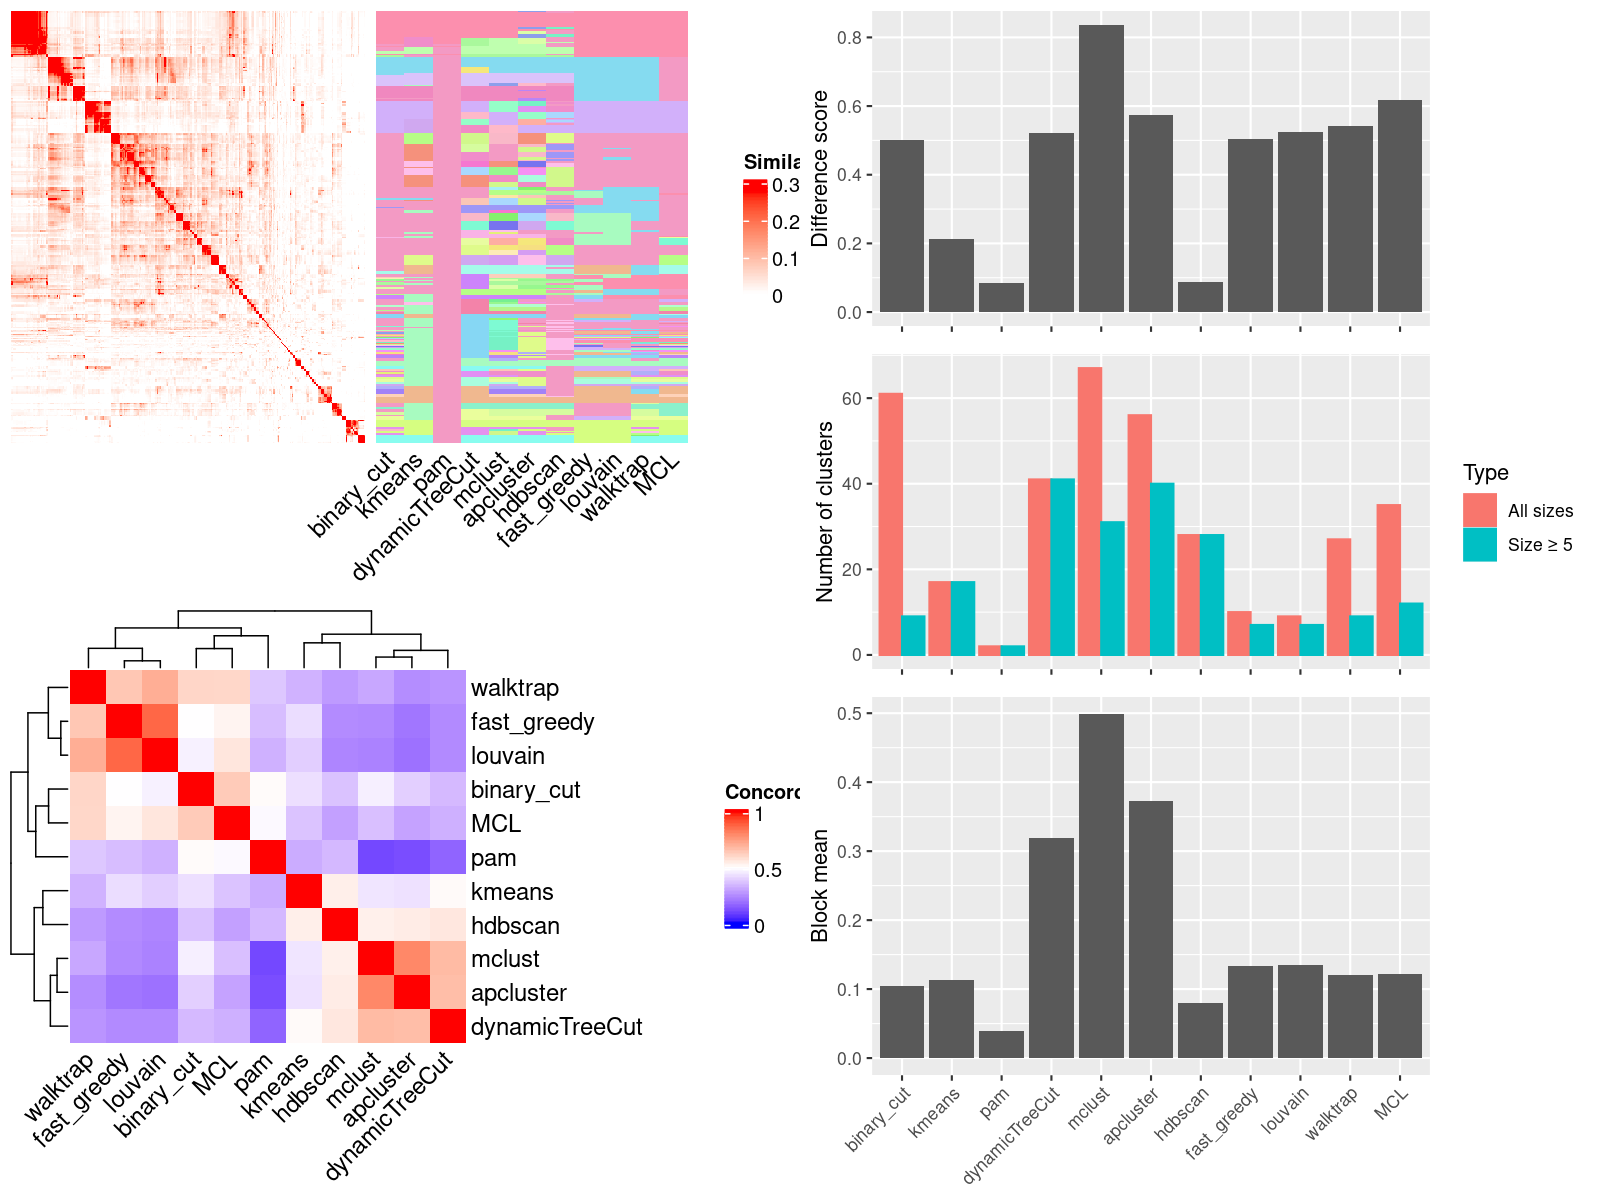 Simila
0.3
0.2
0.1
0
binary_cut
kmeans
pam
dynamicTreeCut
mclust
apcluster
hdbscan
fast_greedy
louvain
walktrap
MCL
Difference score
0.8
0.6
0.4
0.2
0.0
Number of clusters
60
40
20
0
Type
All sizes
Size ≥ 5
Block mean
0.5
0.4
0.3
0.2
0.1
0.0
binary_cut
kmeans
pam
dynamicTreeCut
mclust
apcluster
hdbscan
fast_greedy
louvain
walktrap
MCL
walktrap
fast_greedy
louvain
binary_cut
MCL
pam
kmeans
hdbscan
mclust
apcluster
dynamicTreeCut
walktrap
fast_greedy
louvain
binary_cut
MCL
pam
kmeans
hdbscan
mclust
apcluster
dynamicTreeCut
Concord
1
0.5
0